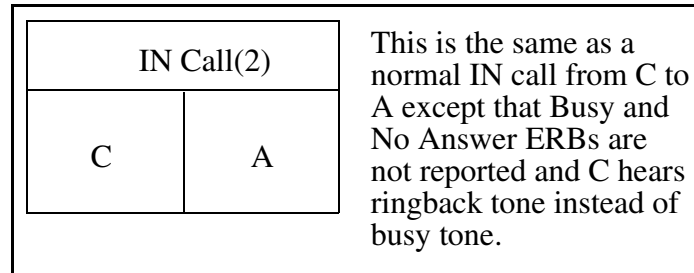 IN Call(2)
C
A
This is the same as a
normal IN call from C to
A except that Busy and
No Answer ERBs are
not reported and C hears
ringback tone instead of
busy tone.